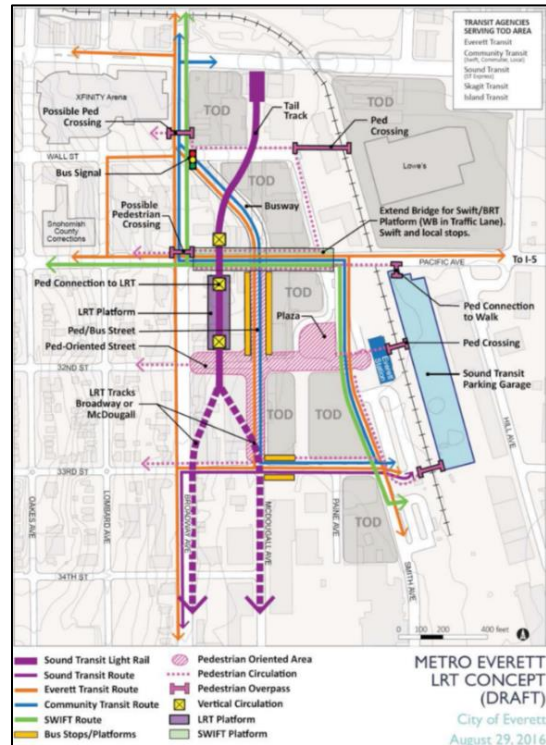 TRANSIT AGENCIES
SERVING TOD AREA
Everett Transit
Community Transit
(Swift, Commuter, Local)
Sound Transit
(ST Express)
Skagit Transit
Island Transit
XFINITY Arena
Possible Ped
Crossing
TOD
Tail
Track
Ped
Crossing
WALL ST
Bus Signal
TOD
Lowe's
Possible
Pedestrian
Crossing
Busway
Extend Bridge for Swift/BRT
Platform (WB in Traffic Lane).
Swift and local stops.
Snohomish
County
Corrections
TOD
PACIFIC AVE
To I-5
Ped Connection to LRT
LRT Platform
Ped/Bus Street
Ped-Oriented Street
TOD
Plaza
Ped Connection
to Walk
Ped Crossing
32ND ST
Everett
Station
Sound Transit
Parking Garage
LRT Tracks
Broadway or
McDougall
TOD
TOD
HILL AVE
33RD ST
OAKES AVE
LOMBARD AVE
BROADWAY AVE
MCDOUGALL AVE
PAINE AVE
TOD
SMITH AVE
34TH ST
0 100 200 400 feet
Sound Transit Light Rail
Sound Transit Route
Everett Transit Route
Community Transit Route
SWIFT Route
Bus Stops/Platforms
Pedestrian Oriented Area
Pedestrian Circulation
Pedestrian Overpass
Vertical Circulation
LRT Platform
SWIFT Platform
METRO EVERETT
LRT CONCEPT
(DRAFT)
City of Everett
August 29, 2016